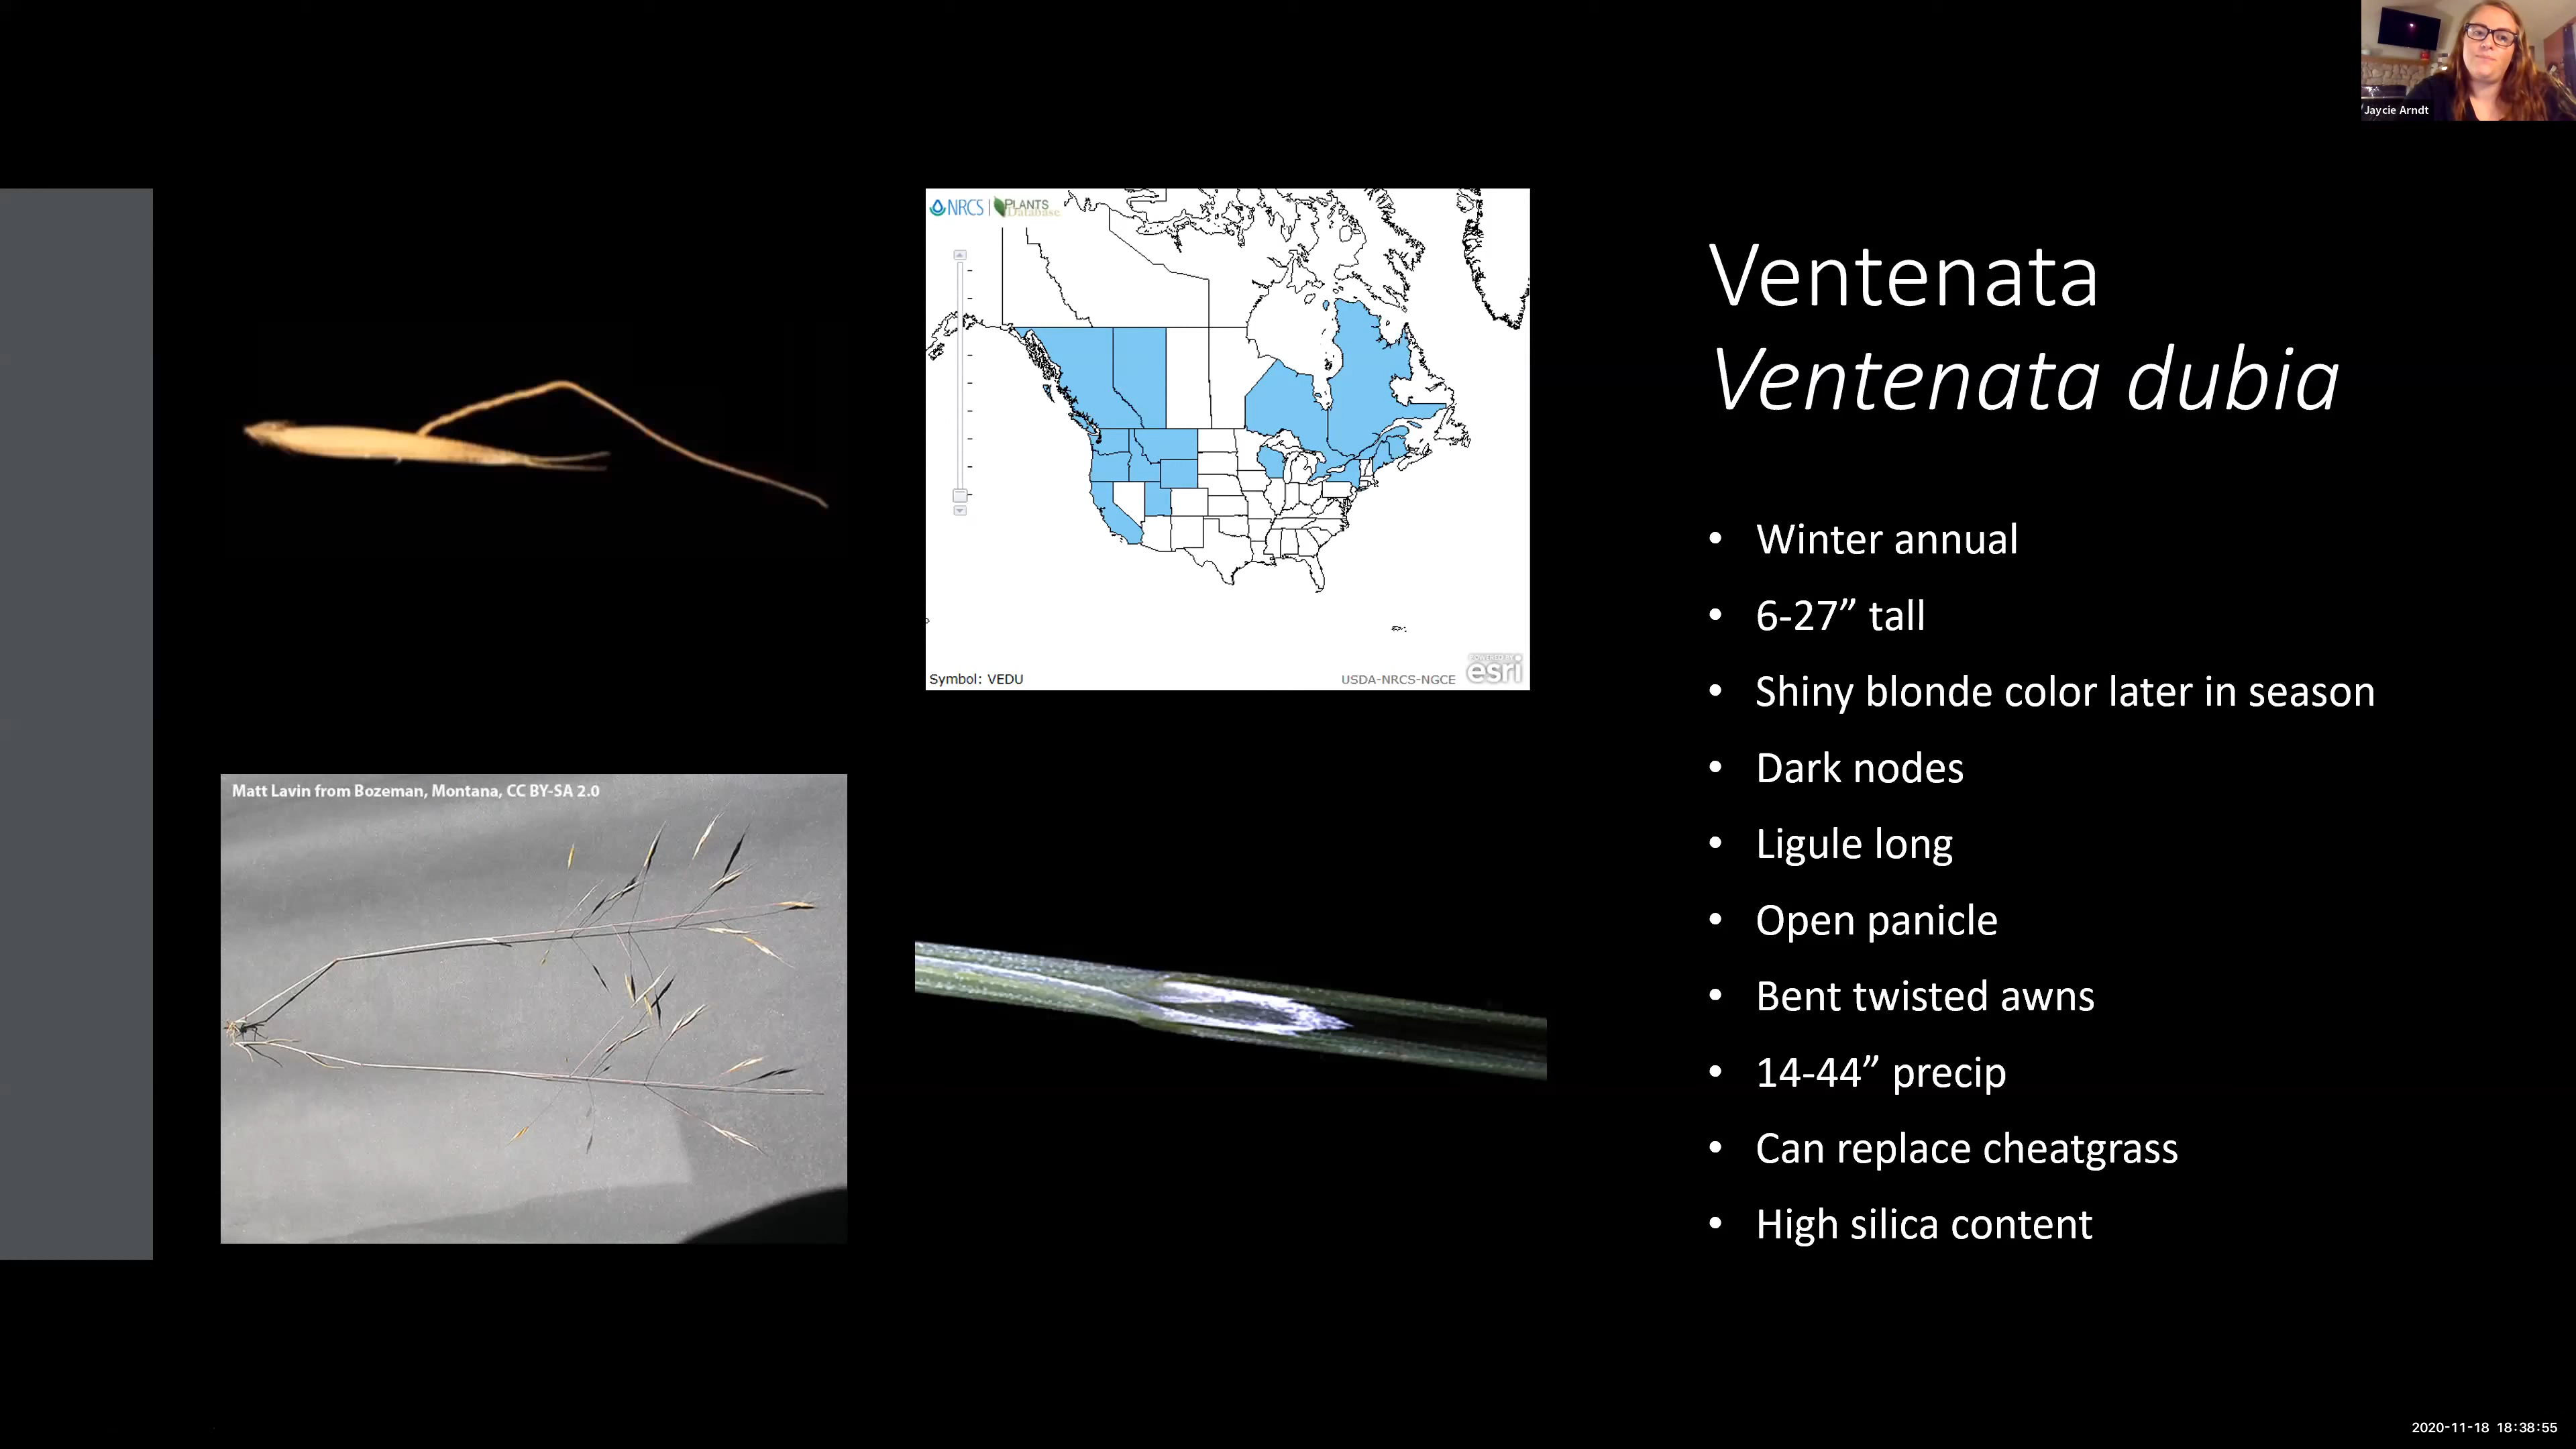 Jaycie Arndt
NRCS | PLANTS
Database
Symbol: VEDU
USDA-NRCS-NGCE
POWERED BY
esri
Ventenata
Ventenata dubia
• Winter annual
• 6-27” tall
• Shiny blonde color later in season
• Dark nodes
• Ligule long
• Open panicle
• Bent twisted awns
• 14-44” precip
• Can replace cheatgrass
• High silica content
Matt Lavin from Bozeman, Montana, CC BY-SA 2.0
2020-11-18 18:38:55